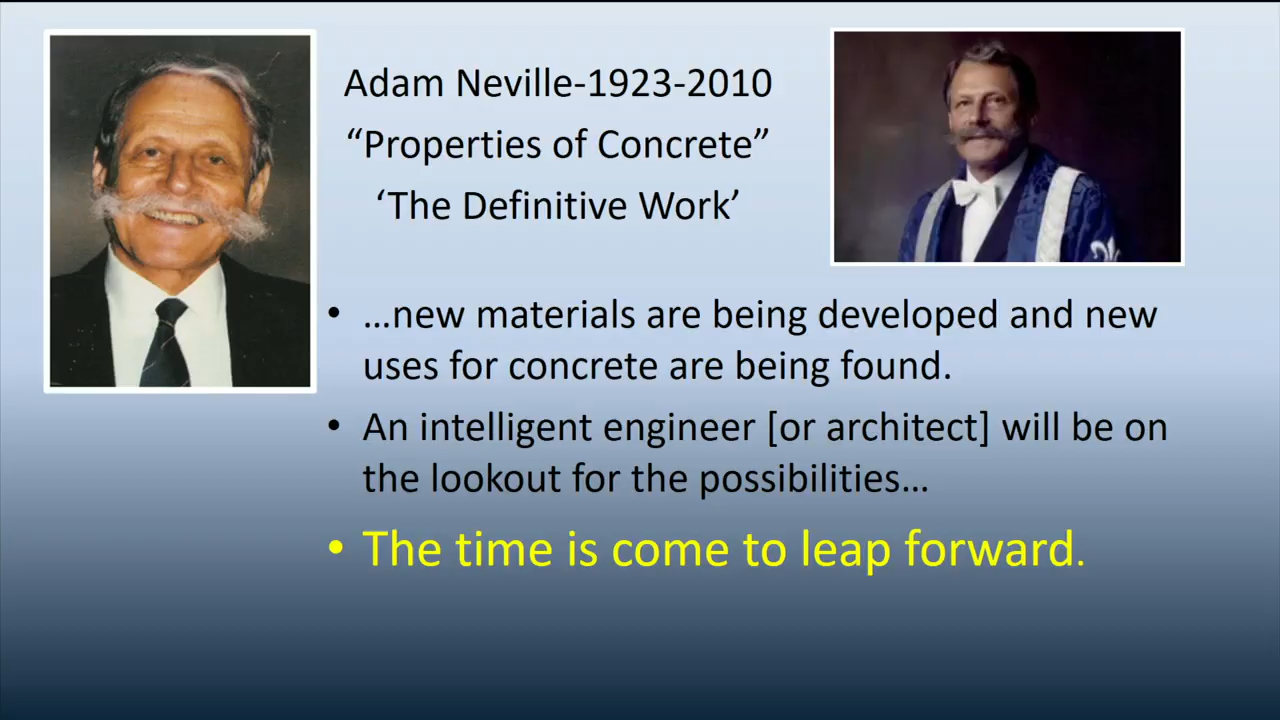 Adam Neville-1923-2010
“Properties of Concrete”
‘The Definitive Work’
• …new materials are being developed and new
uses for concrete are being found.
• An intelligent engineer [or architect] will be on
the lookout for the possibilities…
• The time is come to leap forward.